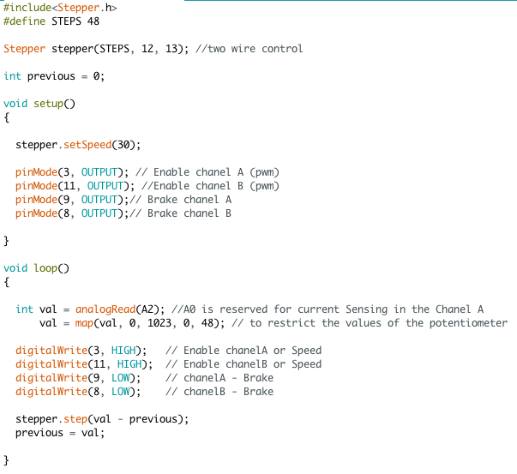 #include<Stepper.h>
#define STEPS 48
Stepper stepper(STEPS, 12, 13); //two wire control
int previous = 0;
void setup()
{
stepper.setSpeed(30);
pinMode(3, OUTPUT); // Enable chanel A (pwm)
pinMode(11, OUTPUT); //Enable chanel B (pwm)
pinMode(9, OUTPUT);// Brake chanel A
pinMode(8, OUTPUT);// Brake chanel B
}
void loop()
{
int val = analogRead(A2); //A0 is reserved for current Sensing in the Chanel A
val = map(val, 0, 1023, 0, 48); // to restrict the values of the potentiometer
digitalWrite(3, HIGH); // Enable chanelA or Speed
digitalWrite(11, HIGH); // Enable chanelB or Speed
digitalWrite(9, LOW); // chanelA - Brake
digitalWrite(8, LOW); // chanelB - Brake
stepper.step(val - previous);
previous = val;
}